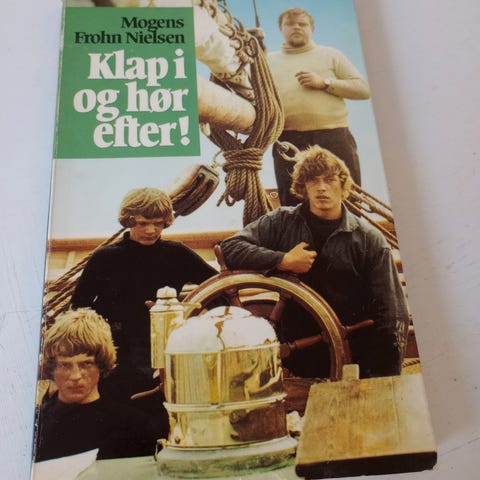 Mogens
Frohn Nielsen
Klap i
og hør
efter!